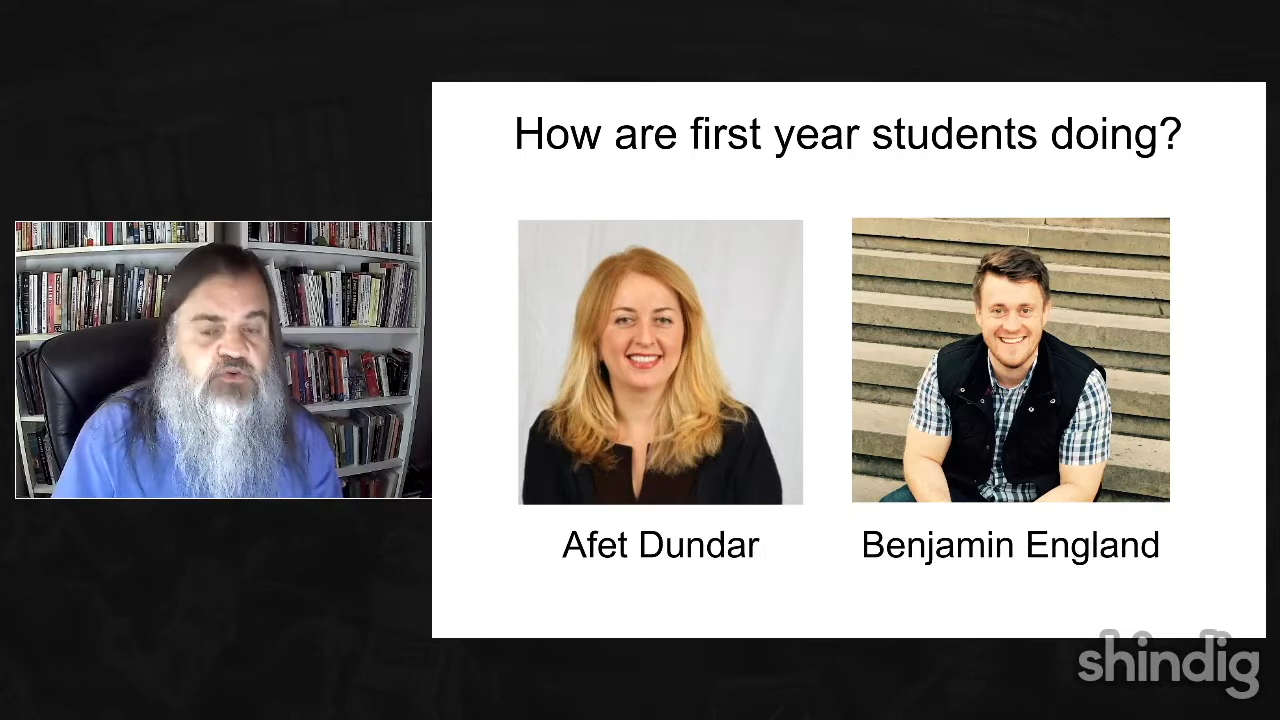 How are first year students doing?
Afet Dundar
Benjamin England
shindig